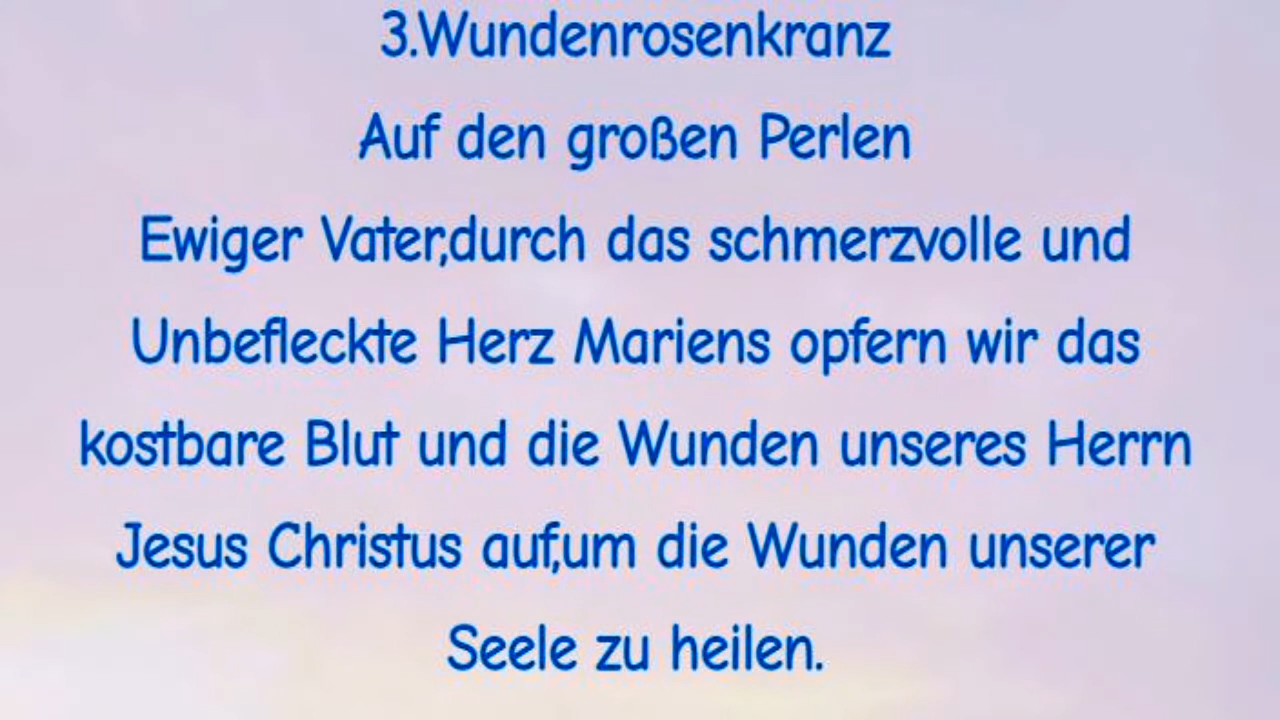 3.Wundenrosenkranz
Auf den großen Perlen
Ewiger Vater,durch das schmerzvolle und
Unbefleckte Herz Mariens opfern wir das
kostbare Blut und die Wunden unseres Herrn
Jesus Christus auf,um die Wunden unserer
Seele zu heilen.